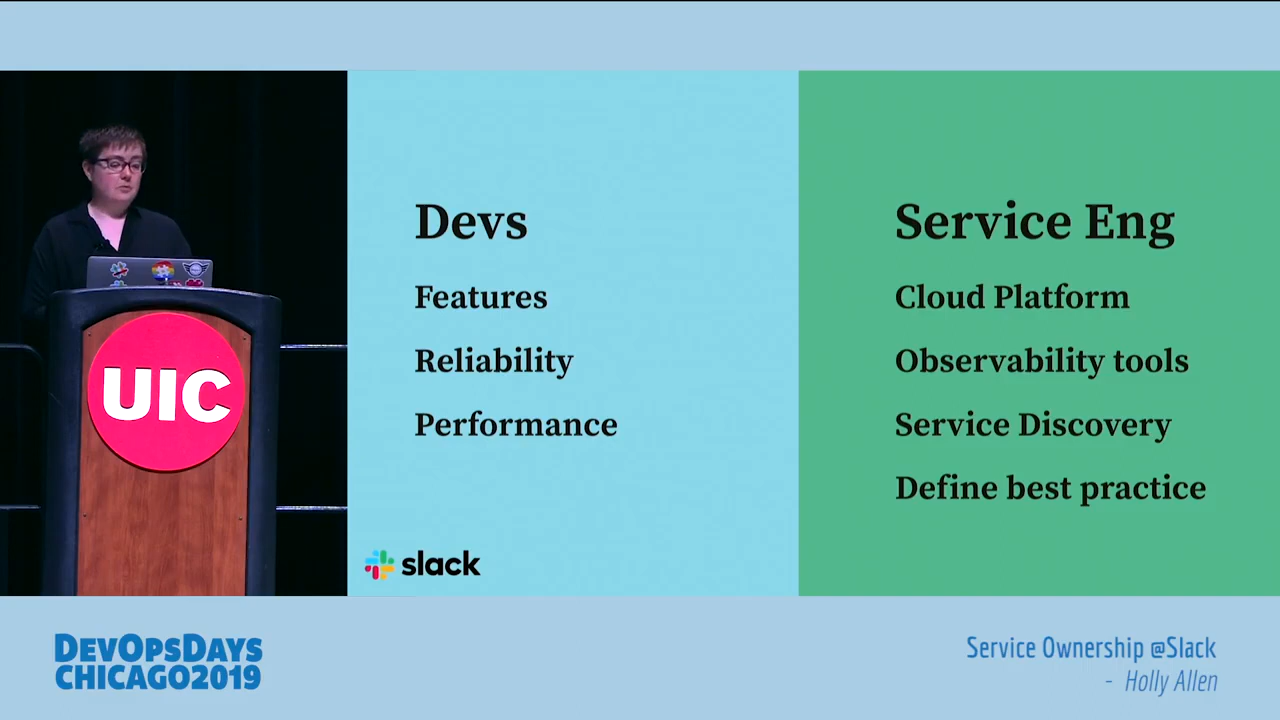 Devs
Features
Reliability
Performance
slack
Service Eng
Cloud Platform
Observability tools
Service Discovery
Define best practice
UIC
DEVOPSDAYS
CHICAGO2019
Service Ownership @Slack
- Holly Allen